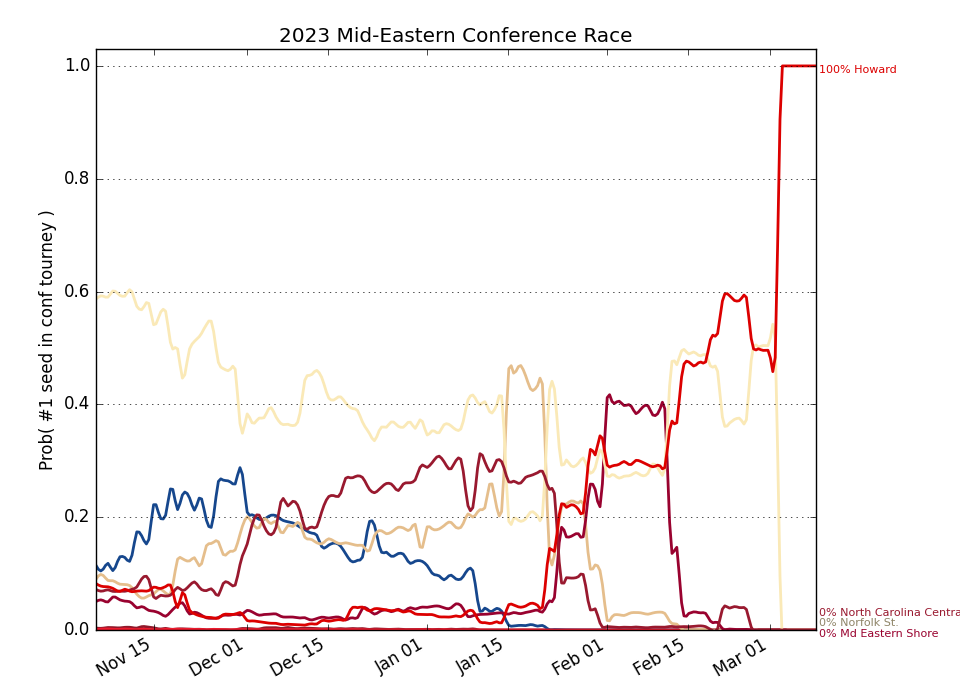 2023 Mid-Eastern Conference Race
Prob( #1 seed in conf tourney )
1.0
0.8
0.6
0.4
0.2
0.0
Nov 15
Dec 01
Dec 15
Jan 01
Jan 15
Feb 01
Feb 15
Mar 01
100% Howard
0% North Carolina Centra
0% Norfolk St.
0% Md Eastern Shore